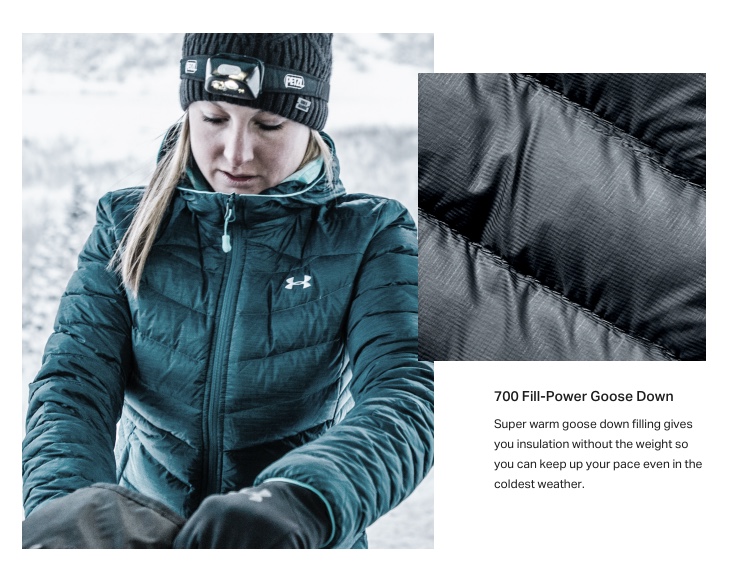 PETZL
PETZL
700 Fill-Power Goose Down
Super warm goose down filling gives
you insulation without the weight so
you can keep up your pace even in the
coldest weather.